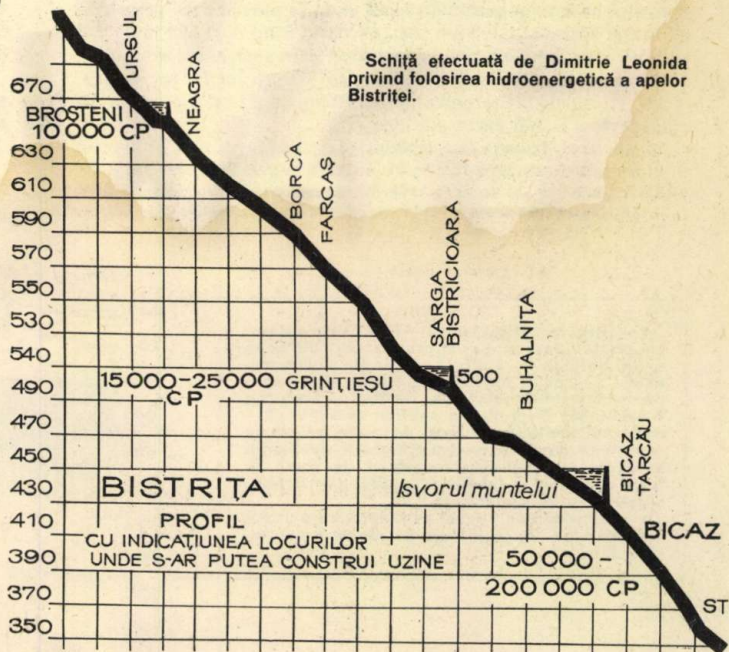 Schiță efectuată de Dimitrie Leonida
privind folosirea hidroenergetică a apelor
Bistriței.
URSUL
670
BROȘTENI
10 000 CP
NEAGRA
630
610
BORCA
FARCAȘ
590
570
550
SARGA
BISTRICIOARA
530
510
500
BUHALNIȚA
15000-25000 GRINȚIEȘU
CP
490
470
450
BICAZ
TARCĂU
BISTRIȚA
Isvorul muntelui
430
PROFIL
410
BICAZ
CU INDICAȚIUNEA LOCURILOR
UNDE S-AR PUTEA CONSTRUI UZINE
50 000 -
200 000 CP
390
370
ST
350